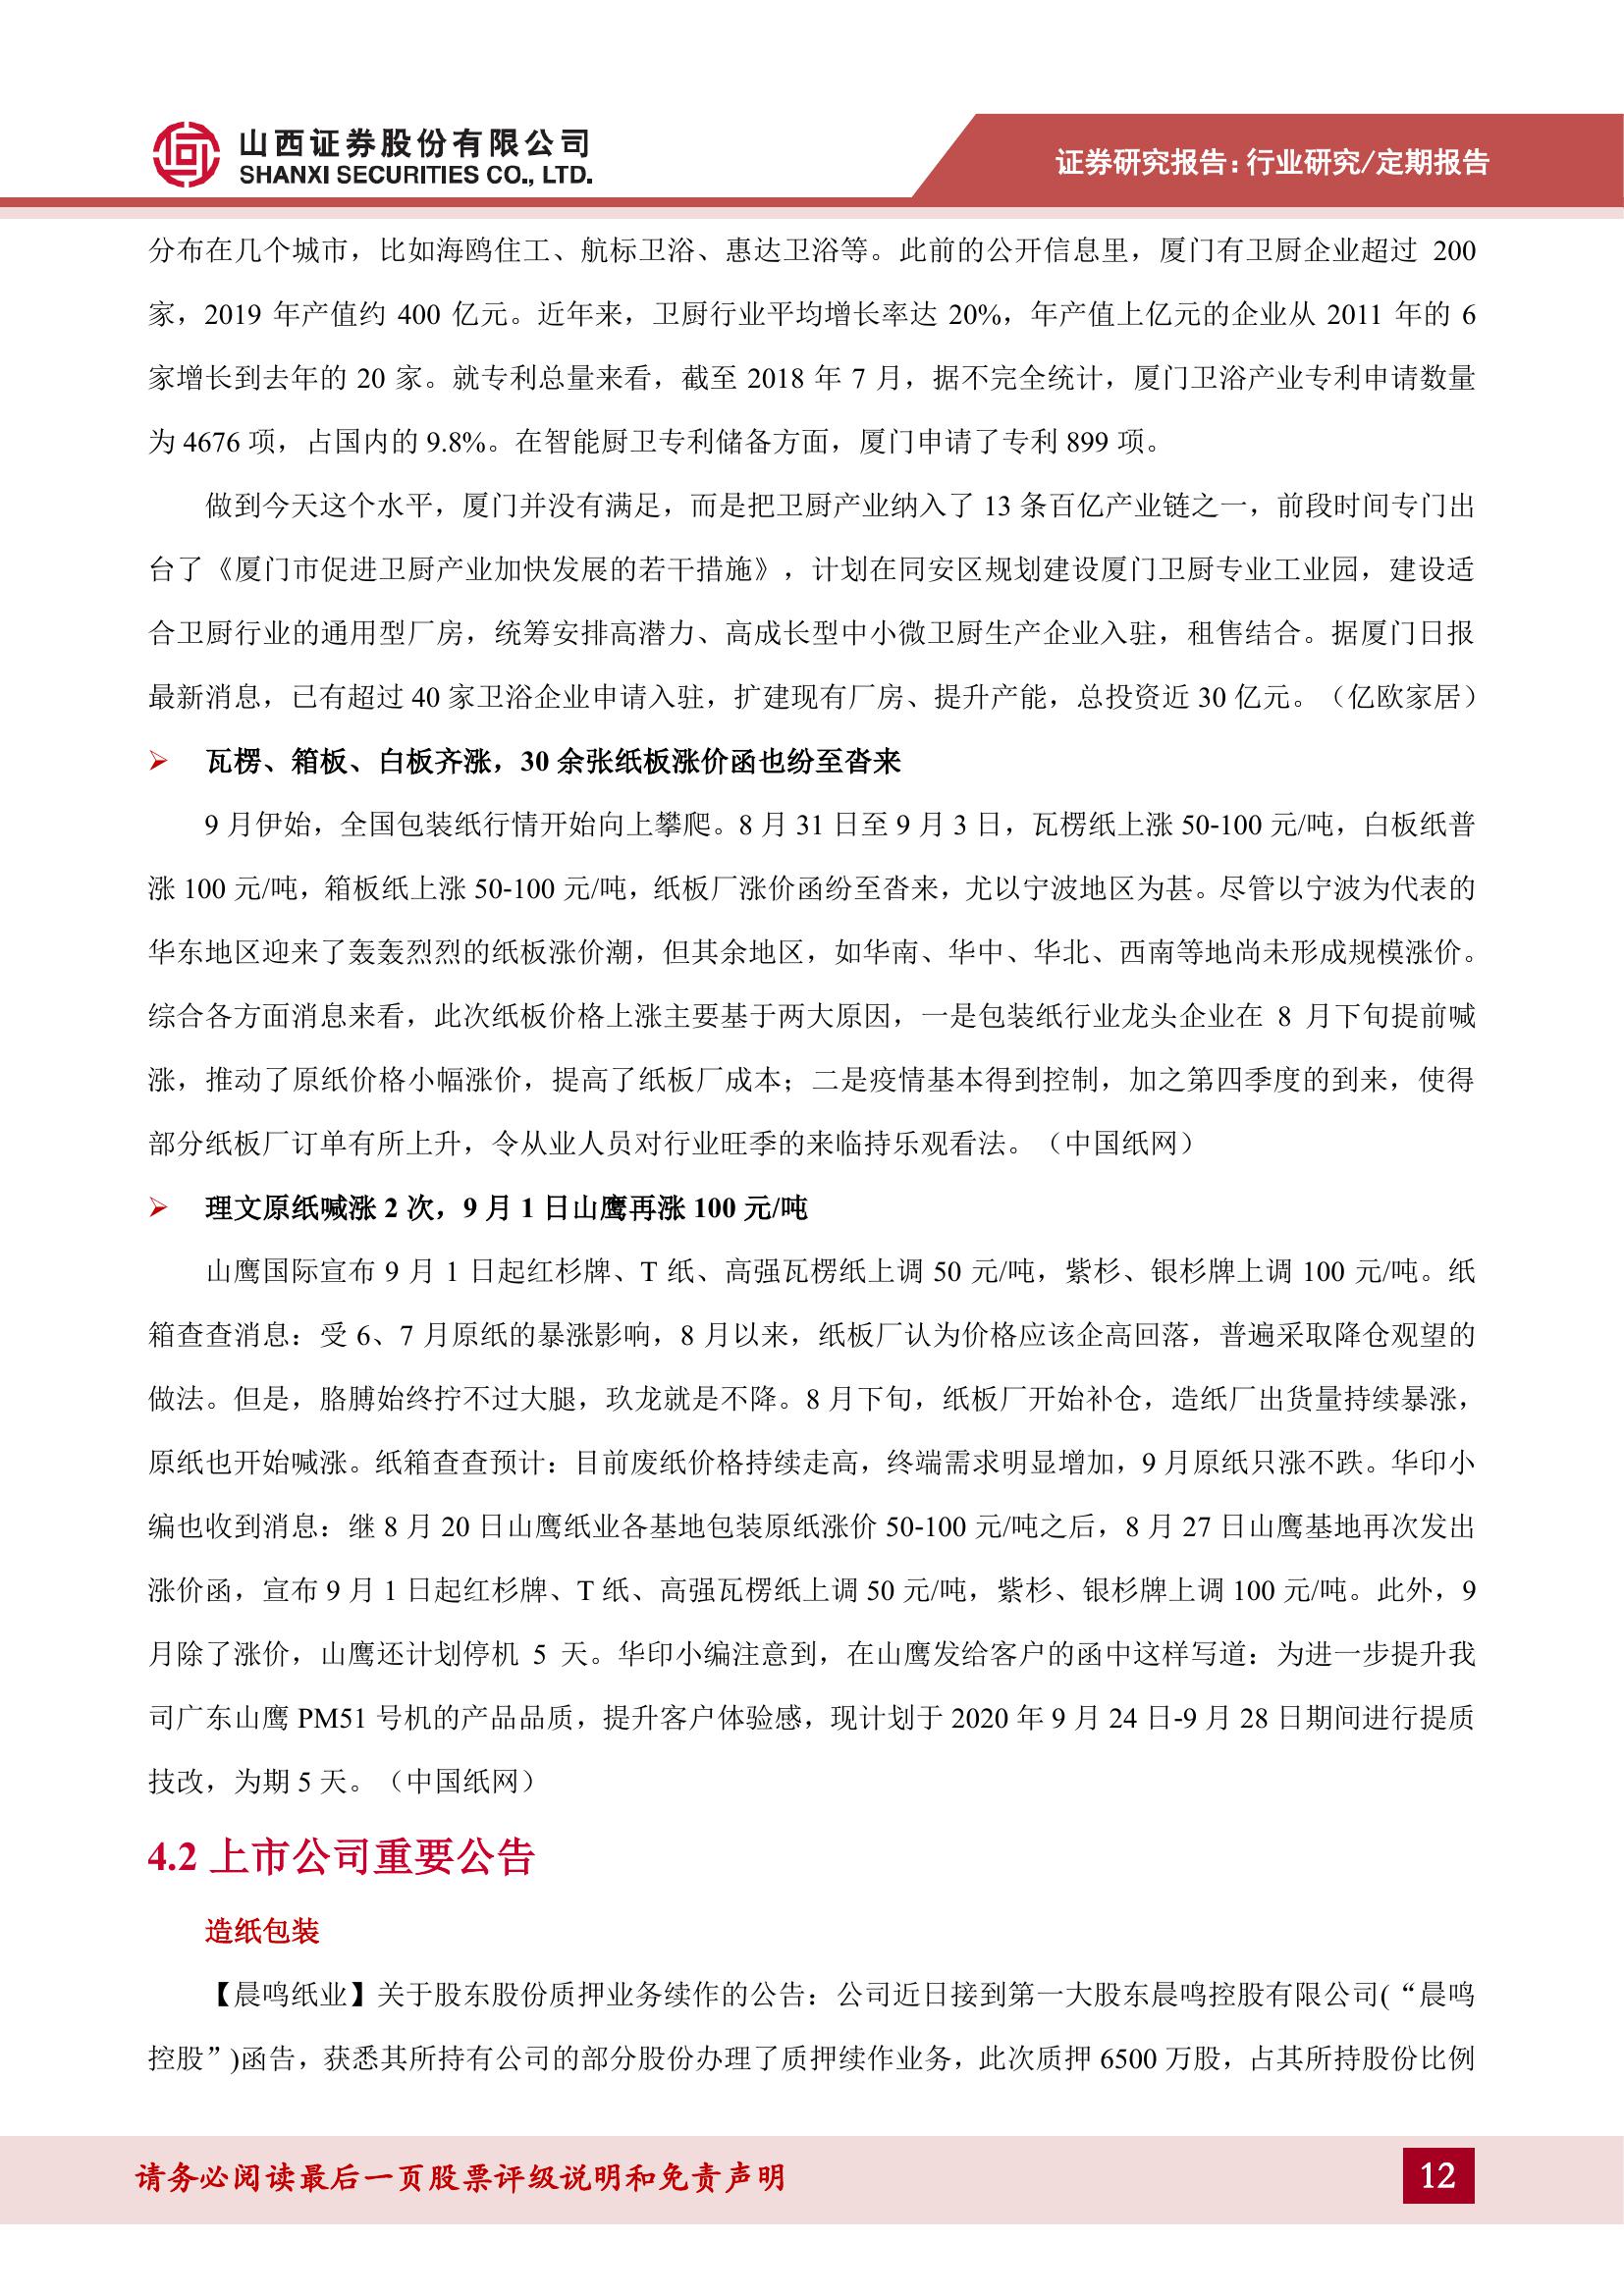 山西证券股份有限公司
SHANXI SECURITIES CO., LTD.
证券研究报告：行业研究/定期报告
分布在几个城市，比如海鸥住工、航标卫浴、惠达卫浴等。此前的公开信息里，厦门有卫厨企业超过 200
家，2019 年产值约 400 亿元。近年来，卫厨行业平均增长率达 20%，年产值上亿元的企业从 2011 年的 6
家增长到去年的 20 家。就专利总量来看，截至 2018 年 7 月，据不完全统计，厦门卫浴产业专利申请数量
为 4676 项，占国内的 9.8%。在智能厨卫专利储备方面，厦门申请了专利 899 项。
做到今天这个水平，厦门并没有满足，而是把卫厨产业纳入了 13 条百亿产业链之一，前段时间专门出
台了《厦门市促进卫厨产业加快发展的若干措施》，计划在同安区规划建设厦门卫厨专业工业园，建设适
合卫厨行业的通用型厂房，统筹安排高潜力、高成长型中小微卫厨生产企业入驻，租售结合。据厦门日报
最新消息，已有超过 40 家卫浴企业申请入驻，扩建现有厂房、提升产能，总投资近 30 亿元。（亿欧家居）
➢ 瓦楞、箱板、白板齐涨，30 余张纸板涨价函也纷至沓来
9 月伊始，全国包装纸行情开始向上攀爬。8 月 31 日至 9 月 3 日，瓦楞纸上涨 50-100 元/吨，白板纸普
涨 100 元/吨，箱板纸上涨 50-100 元/吨，纸板厂涨价函纷至沓来，尤以宁波地区为甚。尽管以宁波为代表的
华东地区迎来了轰轰烈烈的纸板涨价潮，但其余地区，如华南、华中、华北、西南等地尚未形成规模涨价。
综合各方面消息来看，此次纸板价格上涨主要基于两大原因，一是包装纸行业龙头企业在 8 月下旬提前喊
涨，推动了原纸价格小幅涨价，提高了纸板厂成本；二是疫情基本得到控制，加之第四季度的到来，使得
部分纸板厂订单有所上升，令从业人员对行业旺季的来临持乐观看法。（中国纸网）
➢ 理文原纸喊涨 2 次，9 月 1 日山鹰再涨 100 元/吨
山鹰国际宣布 9 月 1 日起红杉牌、T 纸、高强瓦楞纸上调 50 元/吨，紫杉、银杉牌上调 100 元/吨。纸
箱查查消息：受 6、7 月原纸的暴涨影响，8 月以来，纸板厂认为价格应该企高回落，普遍采取降仓观望的
做法。但是，胳膊始终拧不过大腿，玖龙就是不降。8 月下旬，纸板厂开始补仓，造纸厂出货量持续暴涨，
原纸也开始喊涨。纸箱查查预计：目前废纸价格持续走高，终端需求明显增加，9 月原纸只涨不跌。华印小
编也收到消息：继 8 月 20 日山鹰纸业各基地包装原纸涨价 50-100 元/吨之后，8 月 27 日山鹰基地再次发出
涨价函，宣布 9 月 1 日起红杉牌、T 纸、高强瓦楞纸上调 50 元/吨，紫杉、银杉牌上调 100 元/吨。此外，9
月除了涨价，山鹰还计划停机 5 天。华印小编注意到，在山鹰发给客户的函中这样写道：为进一步提升我
司广东山鹰 PM51 号机的产品品质，提升客户体验感，现计划于 2020 年 9 月 24 日-9 月 28 日期间进行提质
技改，为期 5 天。（中国纸网）
4.2 上市公司重要公告
造纸包装
【晨鸣纸业】关于股东股份质押业务续作的公告：公司近日接到第一大股东晨鸣控股有限公司(“晨鸣
控股”)函告，获悉其所持有公司的部分股份办理了质押续作业务，此次质押 6500 万股，占其所持股份比例
请务必阅读最后一页股票评级说明和免责声明
12